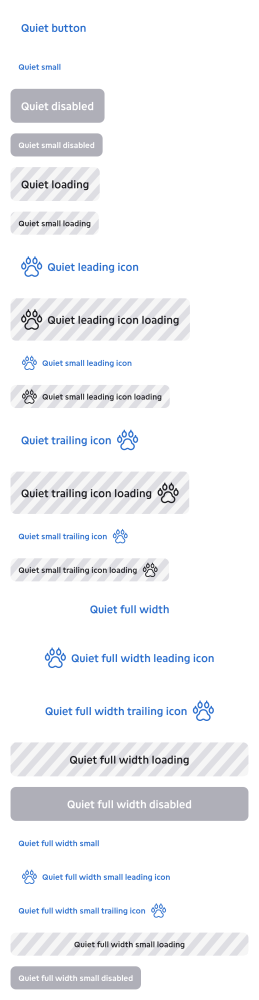 Quiet button
Quiet small
Quiet disabled
Quiet small disabled
Quiet loading
Quiet small loading
Quiet leading icon
Quiet leading icon loading
Quiet small leading icon
Quiet small leading icon loading
Quiet trailing icon
Quiet trailing icon loading
Quiet small trailing icon
Quiet small trailing icon loading
Quiet full width
Quiet full width leading icon
Quiet full width trailing icon
Quiet full width loading
Quiet full width disabled
Quiet full width small
Quiet full width small leading icon
Quiet full width small trailing icon
Quiet full width small loading
Quiet full width small disabled